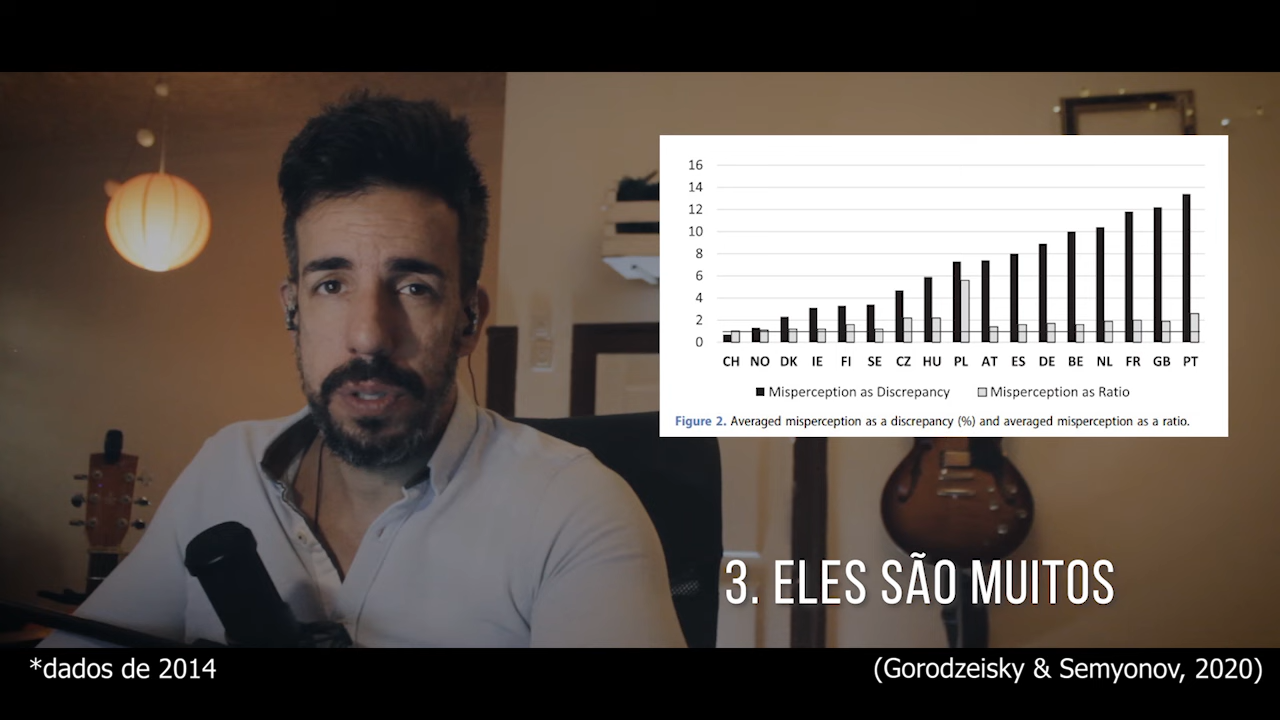 16
14
12
10
8
6
4
2
0
CH NO DK IE FI SE CZ HU PL AT ES DE BE NL FR GB PT
Misperception as Discrepancy Misperception as Ratio
Figure 2. Averaged misperception as a discrepancy (%) and averaged misperception as a ratio.
3. ELES SÃO MUITOS
*dados de 2014 (Gorodzeisky & Semyonov, 2020)